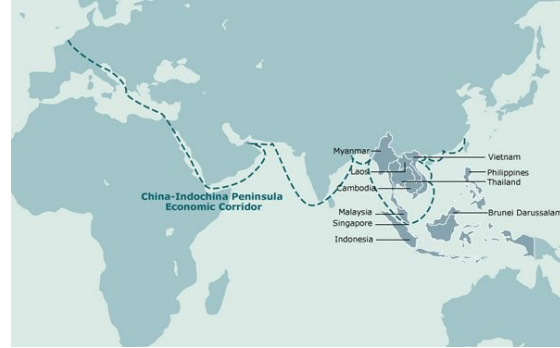 Myanmar
Laos
Cambodia
Vietnam
Philippines
Thailand
China-Indochina Peninsula
Economic Corridor
Malaysia
Singapore
Indonesia
Brunei Darussalam